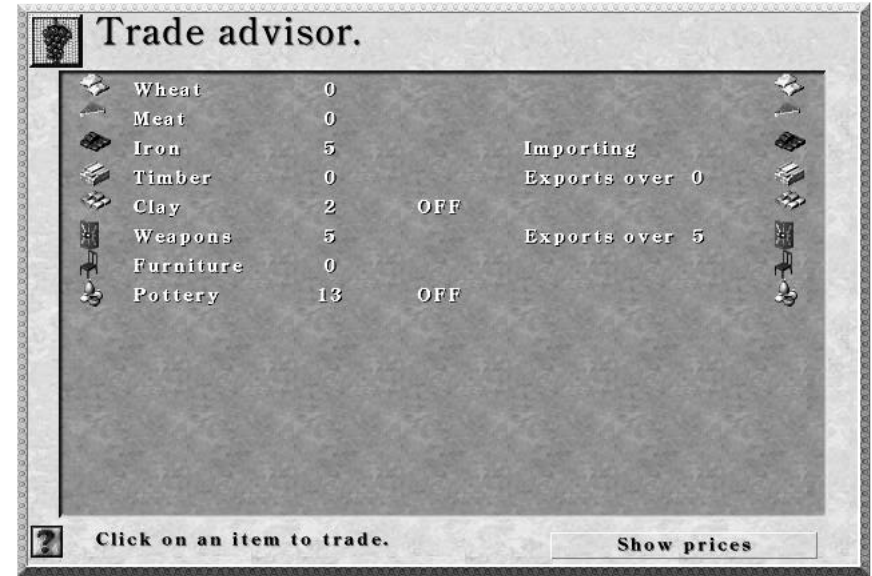 Trade advisor.
Wheat 0
Meat 0
Iron 5 Importing
Timber 0 Exports over 0
Clay 2 OFF
Weapons 5 Exports over 5
Furniture 0
Pottery 13 OFF
? Click on an item to trade. Show prices